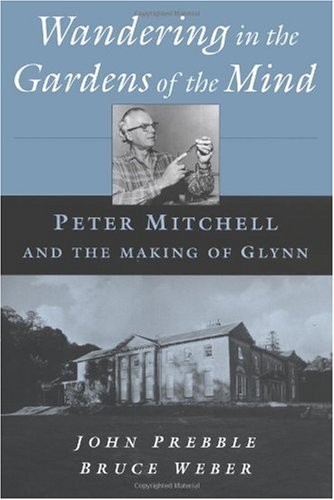 Wandering in the
Gardens of the Mind
PETER MITCHELL
AND THE MAKING OF GLYNN
JOHN PREBBLE
BRUCE WEBER